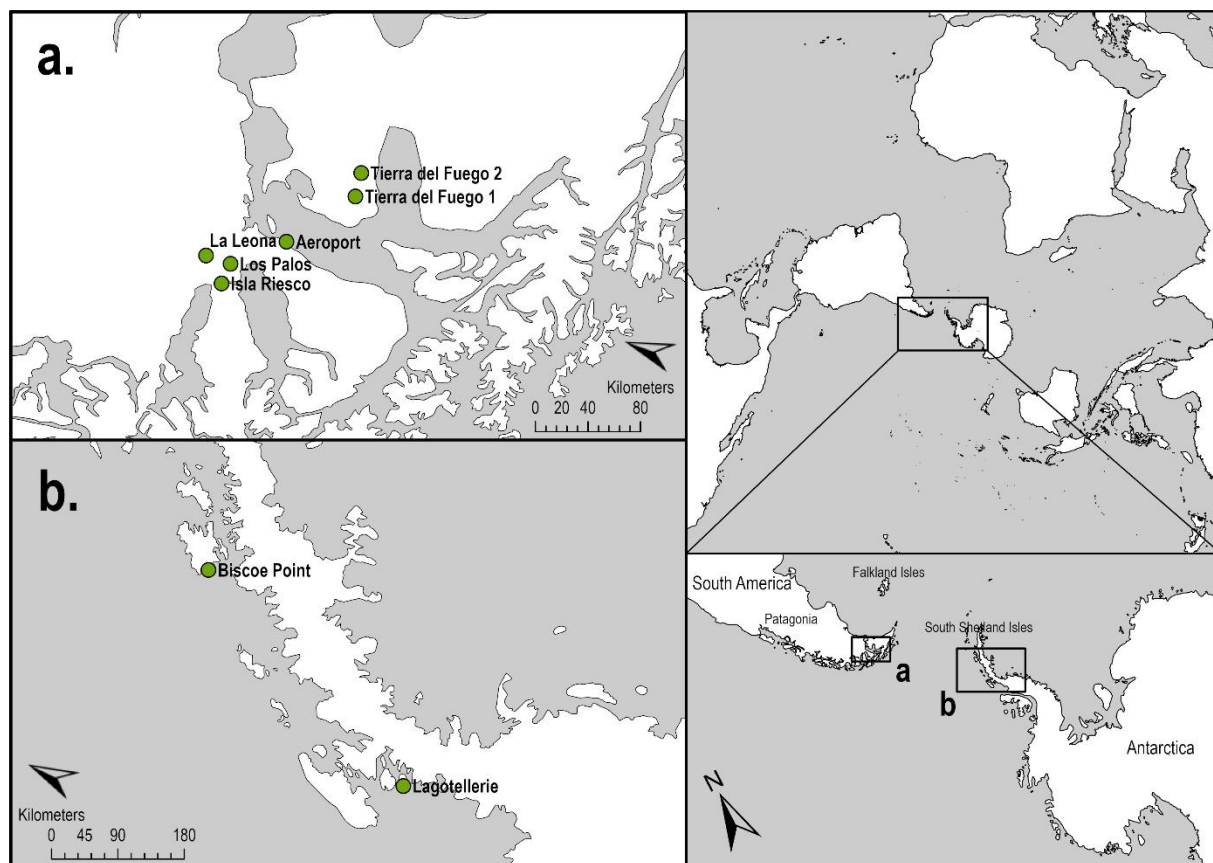 a.
Tierra del Fuego 2
Tierra del Fuego 1
La Leona
Aeroport
Los Palos
Isla Riesco
Kilometers
0 20 40 80
b.
Biscoe Point
Lagotellerie
Kilometers
0 45 90 180
South America
Falkland Isles
Patagonia
South Shetland Isles
a
b
Antarctica
N